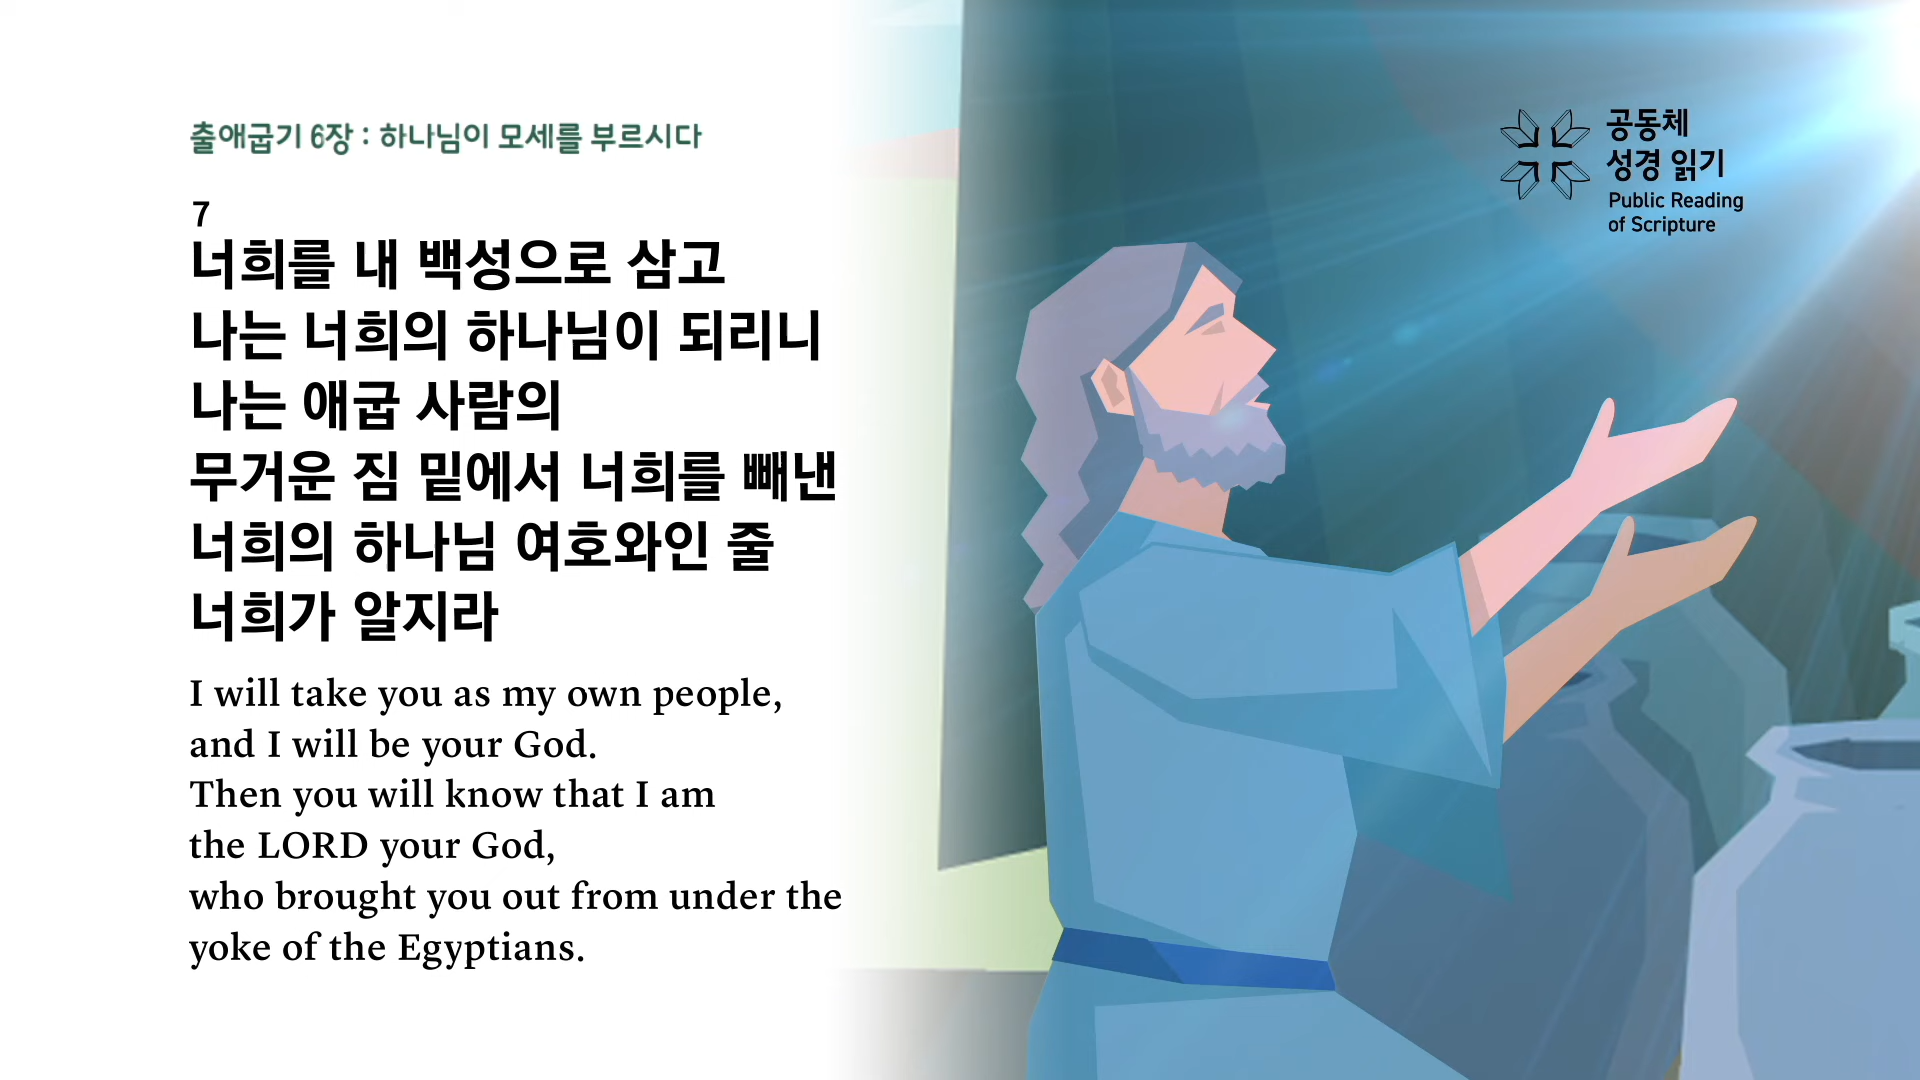 출애굽기 6장 : 하나님이 모세를 부르시다
7
너희를 내 백성으로 삼고
나는 너희의 하나님이 되리니
나는 애굽 사람의
무거운 짐 밑에서 너희를 빼낸
너희의 하나님 여호와인 줄
너희가 알지라
I will take you as my own people,
and I will be your God.
Then you will know that I am
the LORD your God,
who brought you out from under the
yoke of the Egyptians.
공동체
성경 읽기
Public Reading
of Scripture